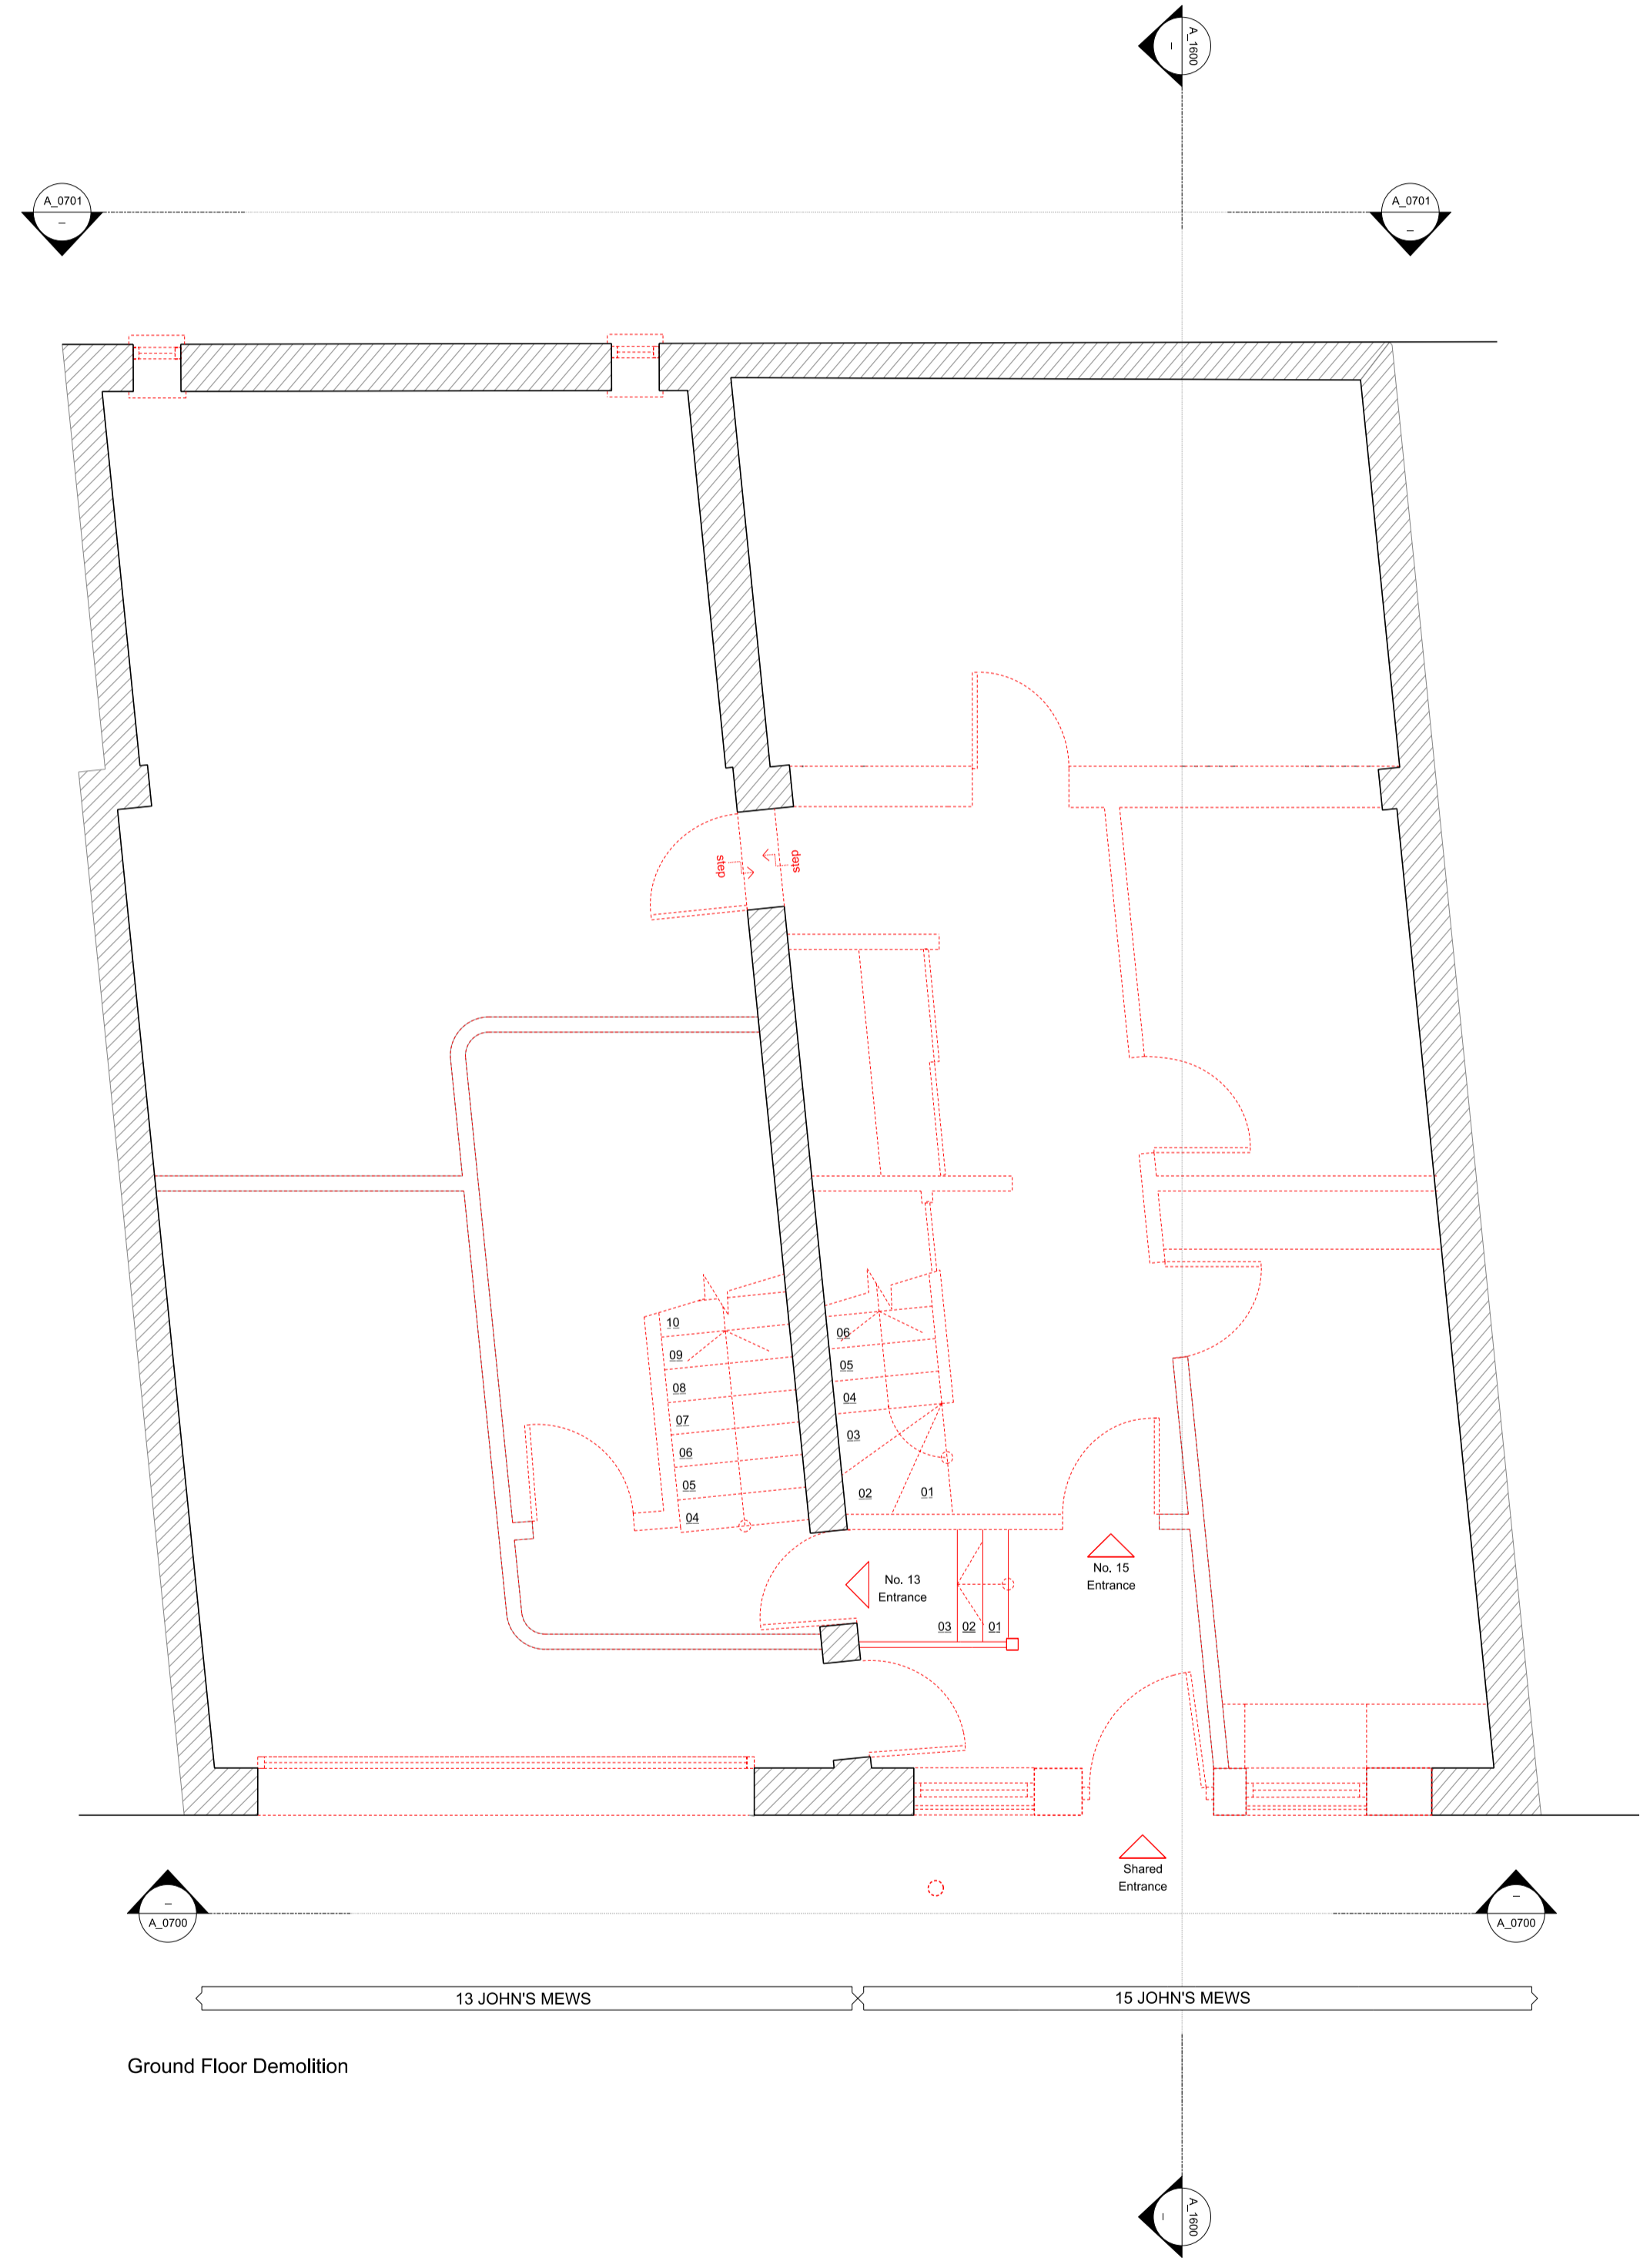 A_1600
–
A_0701
–
A_0701
–
step
step
10
09
08
07
06
05
04
06
05
04
03
02
01
No. 13
Entrance
03
02
01
No. 15
Entrance
Shared
Entrance
–
A_0700
–
A_0700
13 JOHN'S MEWS
15 JOHN'S MEWS
Ground Floor Demolition
A_1600
–